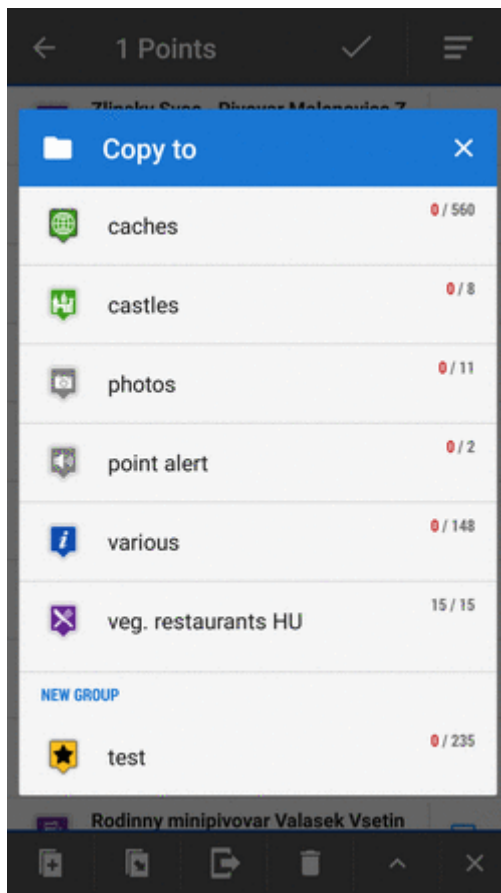 1 Points
Copy to
caches
0 / 560
castles
0 / 8
photos
0 / 11
point alert
0 / 2
various
0 / 148
veg. restaurants HU
15 / 15
NEW GROUP
test
0 / 235
Rodinny minipivovar Valasek Vsetin